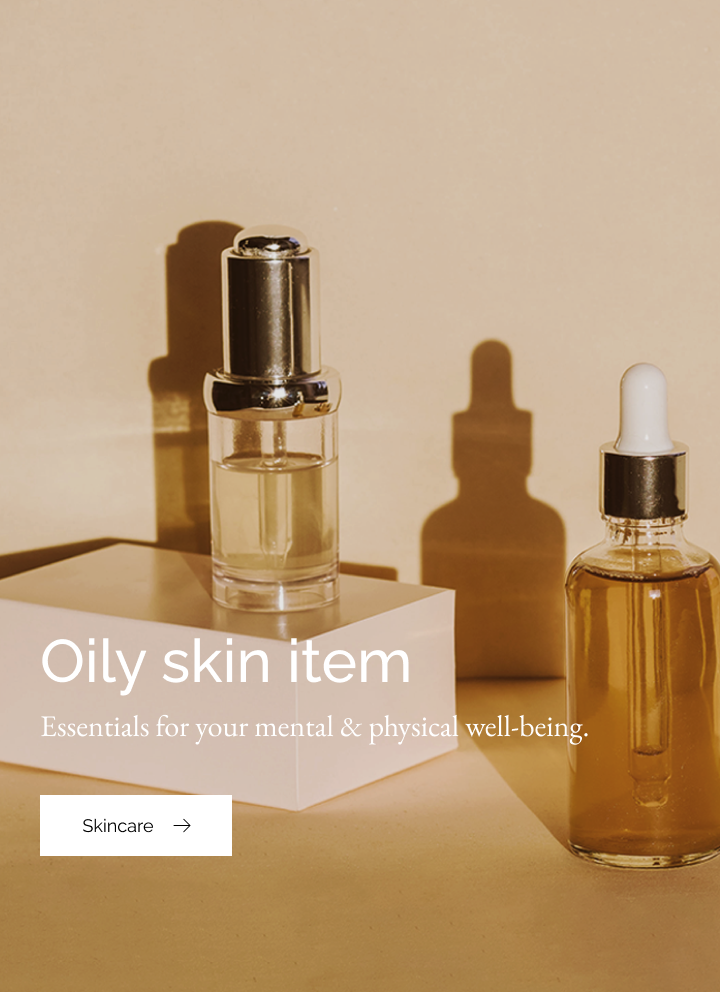 Oily skin item
Essentials for your mental & physical well-being.
Skincare →